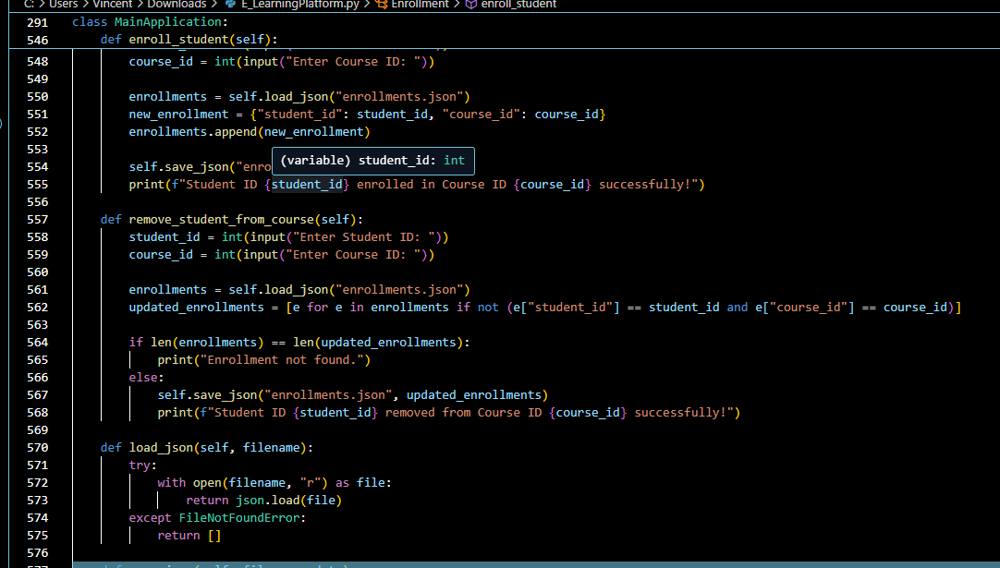 C: > Users > Vincent > Downloads > E_LearningPlatform.py > Enrollment > enroll_student
291 class MainApplication:
546 def enroll_student(self):
548 course_id = int(input("Enter Course ID: "))
549
550 enrollments = self.load_json("enrollments.json")
551 new_enrollment = {"student_id": student_id, "course_id": course_id}
552 enrollments.append(new_enrollment)
553
(variable) student_id: int
554 self.save_json("enro
555 print(f"Student ID {student_id} enrolled in Course ID {course_id} successfully!")
556
557 def remove_student_from_course(self):
558 student_id = int(input("Enter Student ID: "))
559 course_id = int(input("Enter Course ID: "))
560
561 enrollments = self.load_json("enrollments.json")
562 updated_enrollments = [e for e in enrollments if not (e["student_id"] == student_id and e["course_id"] == course_id)]
563
564 if len(enrollments) == len(updated_enrollments):
565 print("Enrollment not found.")
566 else:
567 self.save_json("enrollments.json", updated_enrollments)
568 print(f"Student ID {student_id} removed from Course ID {course_id} successfully!")
569
570 def load_json(self, filename):
571 try:
572 with open(filename, "r") as file:
573 return json.load(file)
574 except FileNotFoundError:
575 return []
576